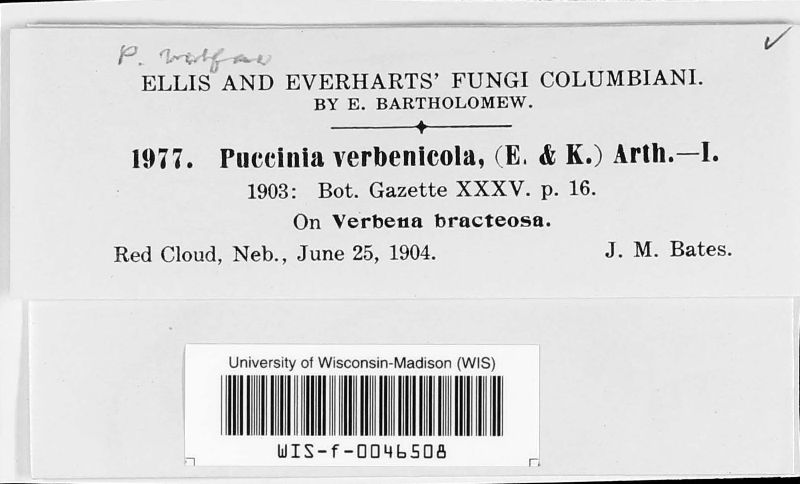 P.
ELLIS AND EVERHARTS' FUNGI COLUMBIANI.
BY E. BARTHOLOMEW.
1977. Puccinia verbenicola, (E. & K.) Arth.—I.
1903: Bot. Gazette XXXV. p. 16.
On Verbena bracteosa.
Red Cloud, Neb., June 25, 1904. J. M. Bates.
University of Wisconsin-Madison (WIS)
WIS-f-0046508